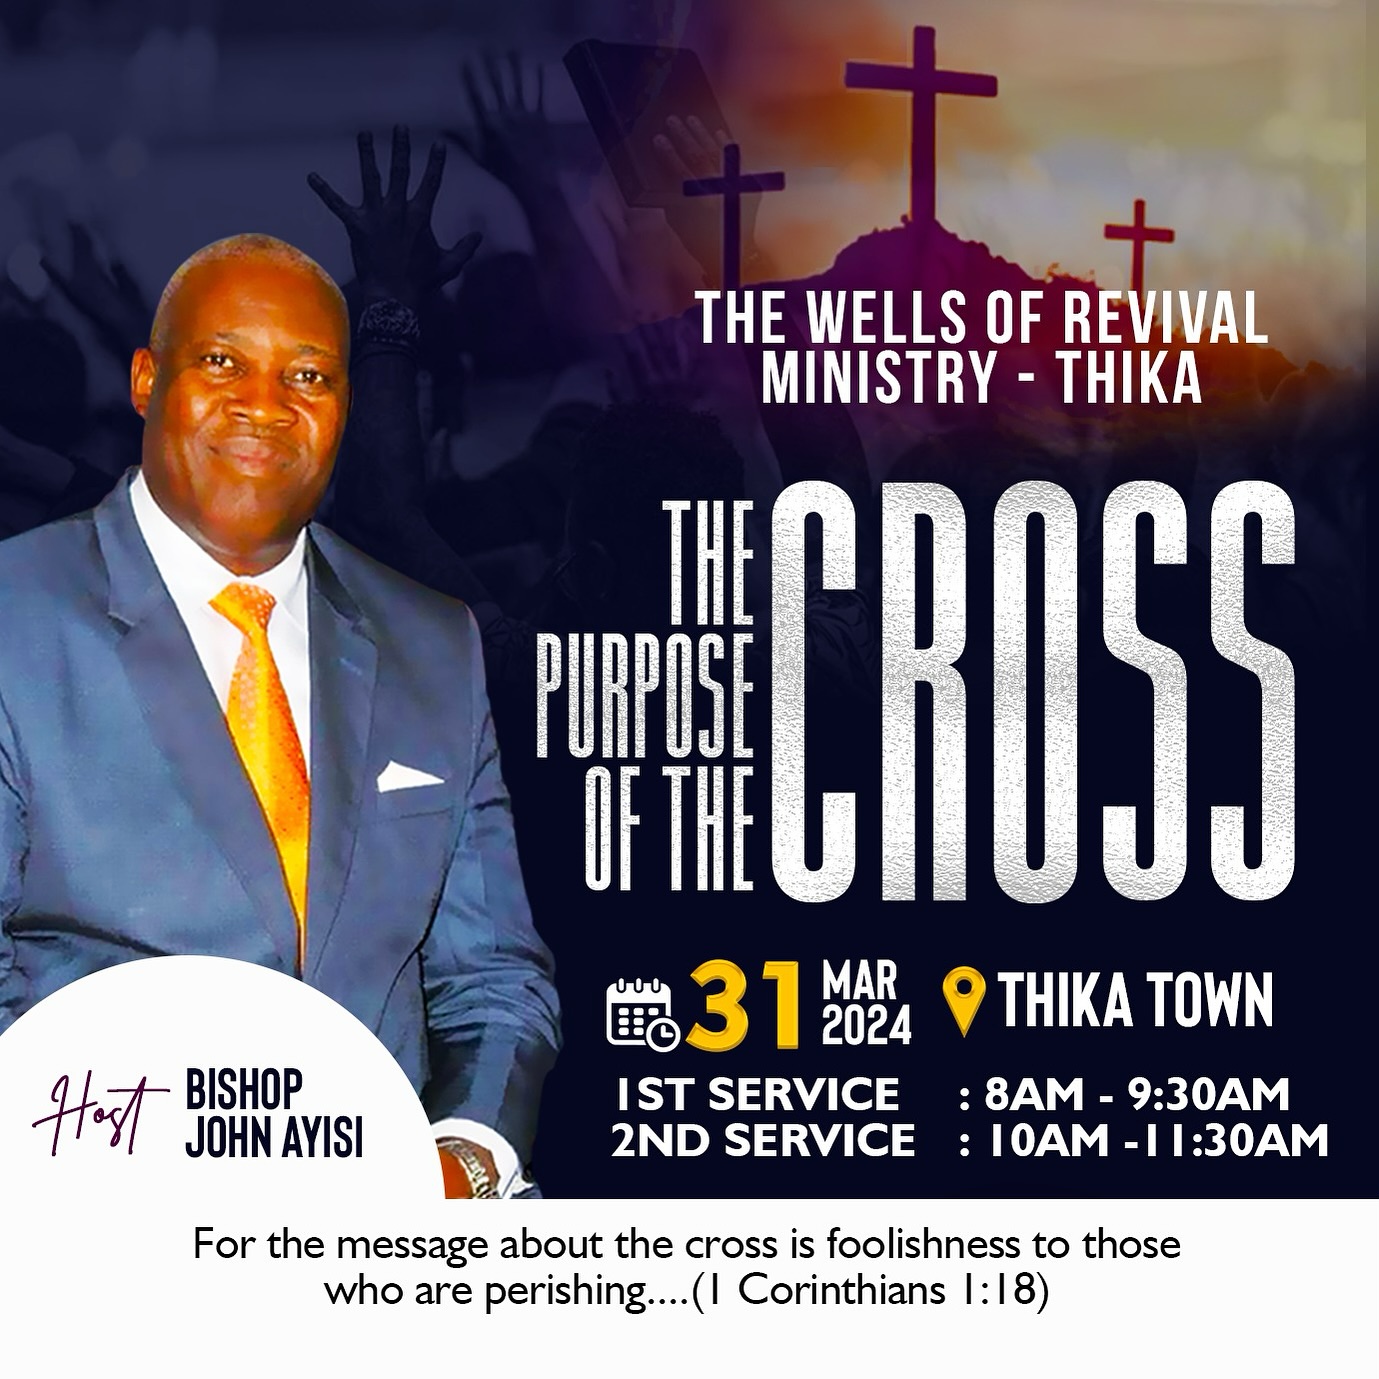 THE WELLS OF REVIVAL
MINISTRY - THIKA
THE
PURPOSE
OF THE
CROSS
31 MAR
2024
THIKA TOWN
1ST SERVICE : 8AM - 9:30AM
2ND SERVICE : 10AM -11:30AM
Host
BISHOP
JOHN AYISI
For the message about the cross is foolishness to those
who are perishing....(1 Corinthians 1:18)